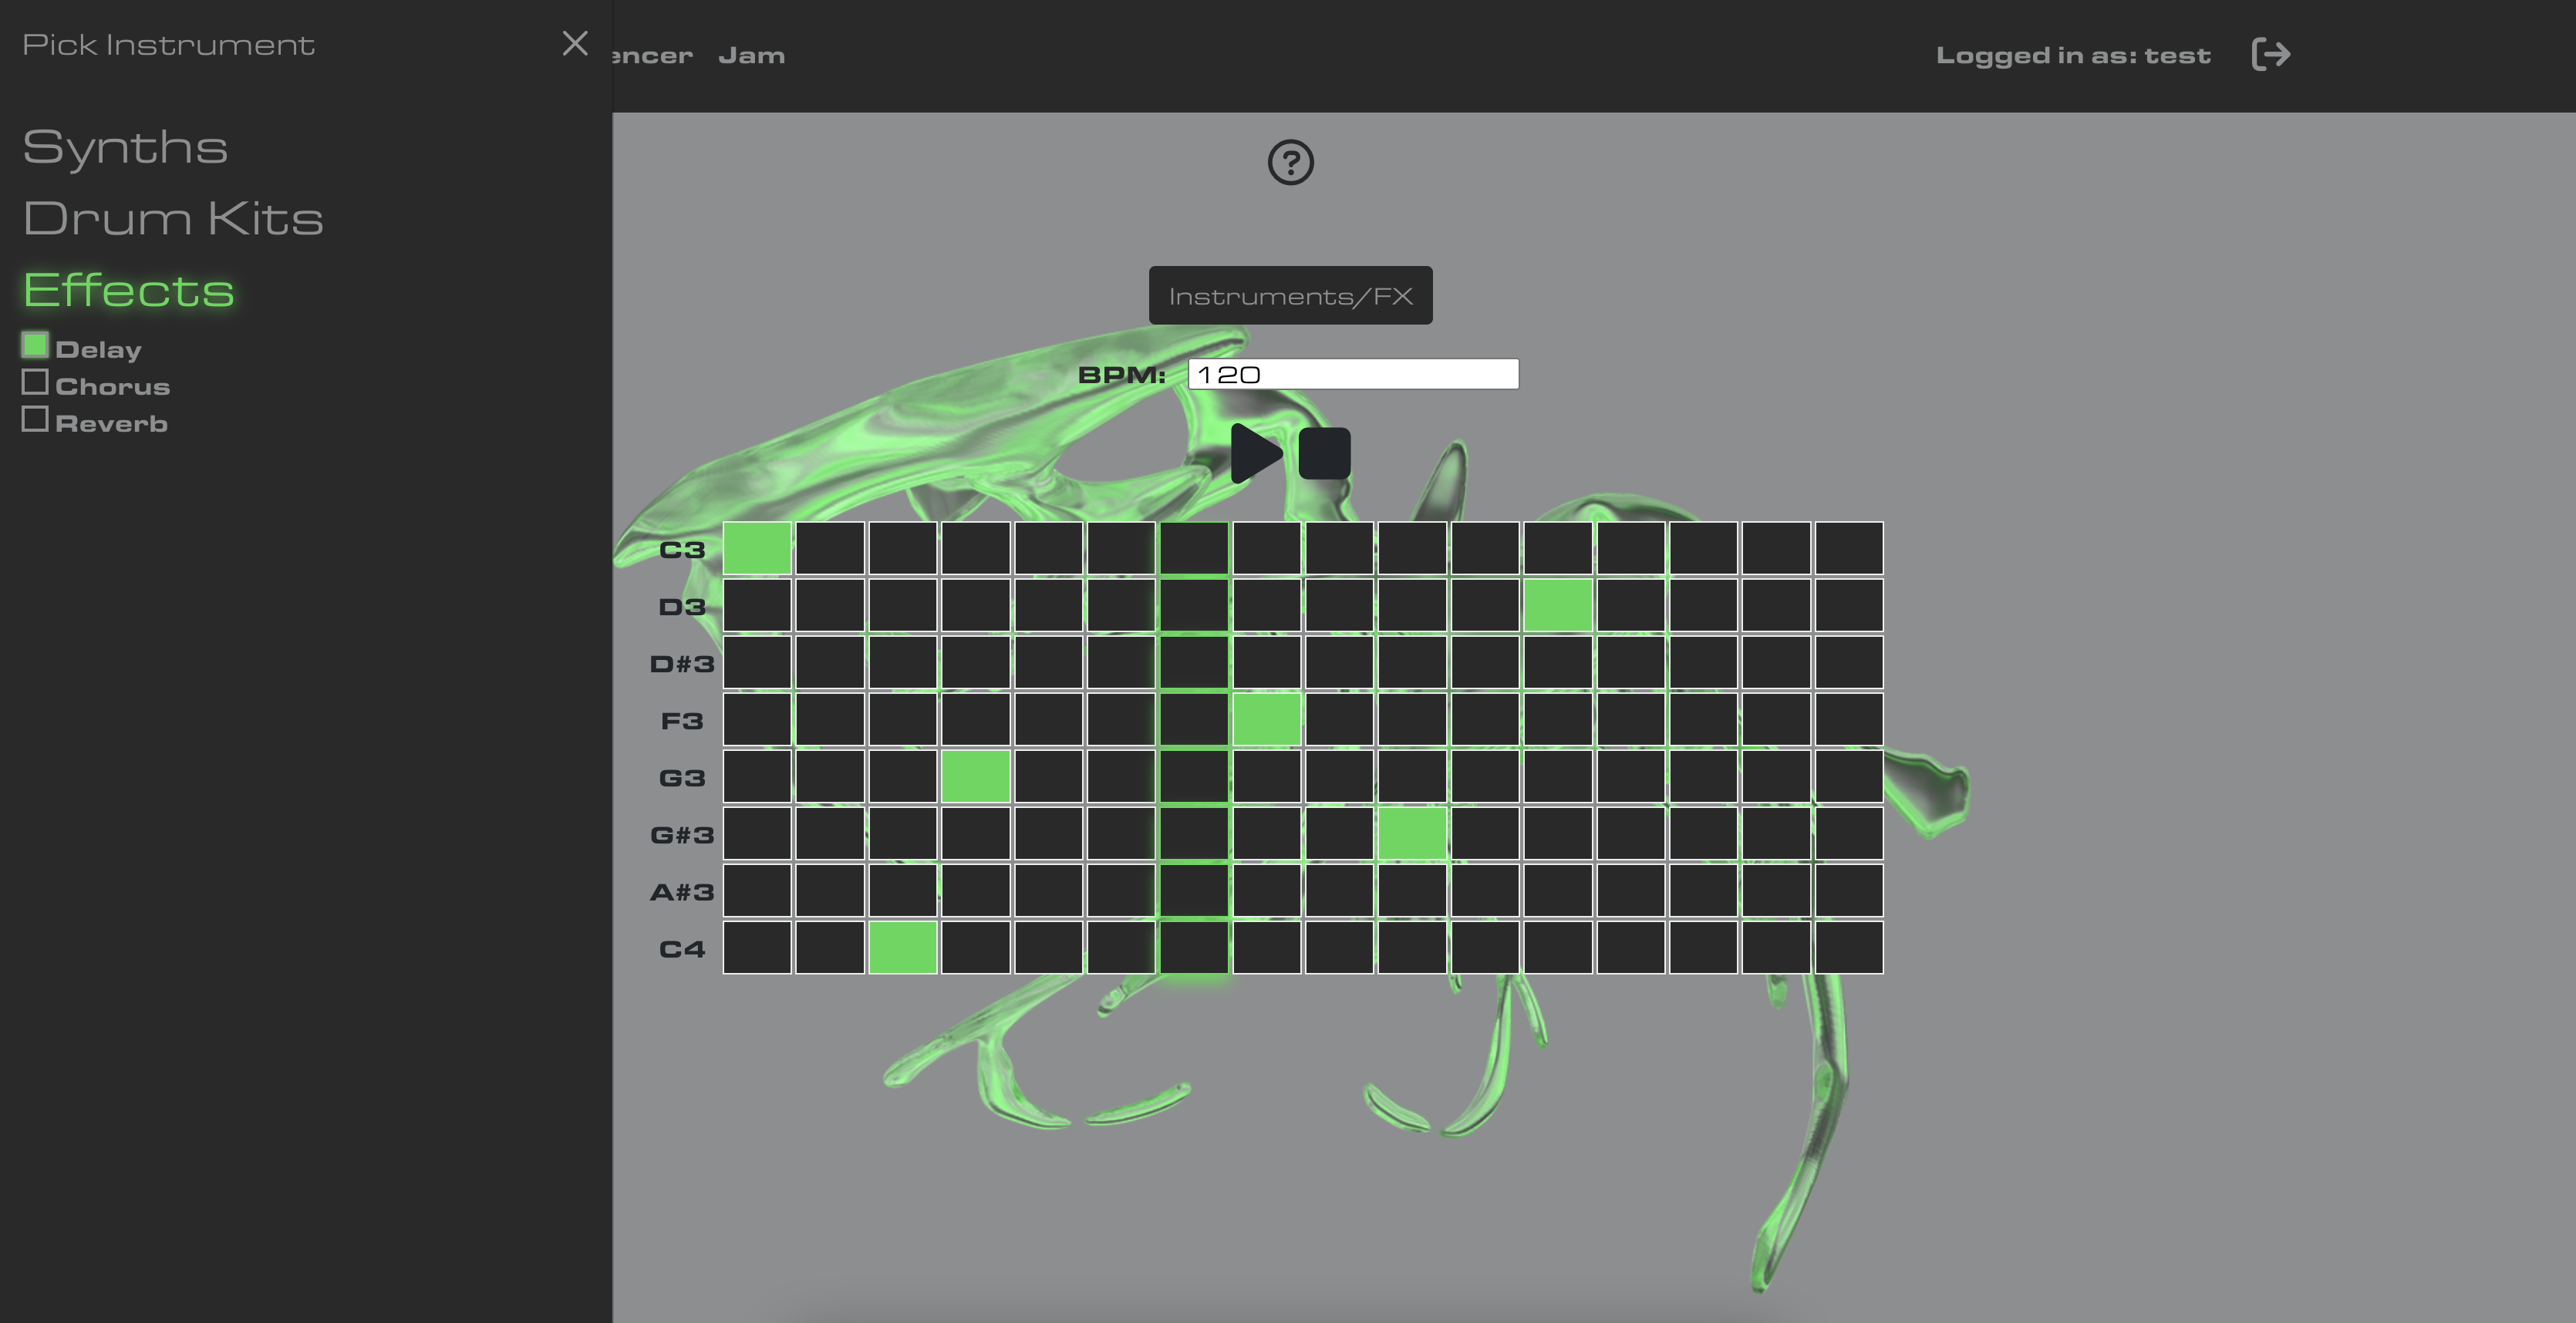 Pick Instrument
Synths
Drum Kits
Effects
Delay
Chorus
Reverb
encer Jam
Logged in as: test
?
Instruments/FX
BPM: 120
C3
D3
D#3
F3
G3
G#3
A#3
C4